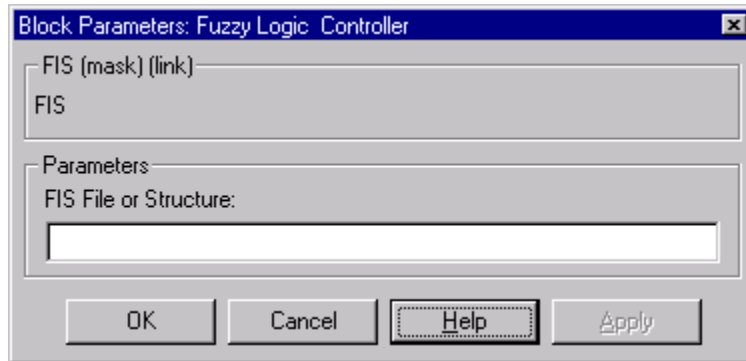 Block Parameters: Fuzzy Logic Controller
FIS (mask) (link)
FIS
Parameters
FIS File or Structure:
OK Cancel Help Apply